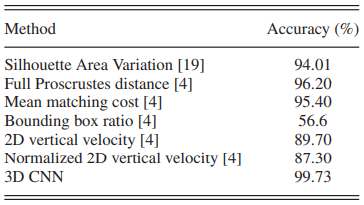 Method Accuracy (%)
Silhouette Area Variation [19] 94.01
Full Proscrustes distance [4] 96.20
Mean matching cost [4] 95.40
Bounding box ratio [4] 56.6
2D vertical velocity [4] 89.70
Normalized 2D vertical velocity [4] 87.30
3D CNN 99.73